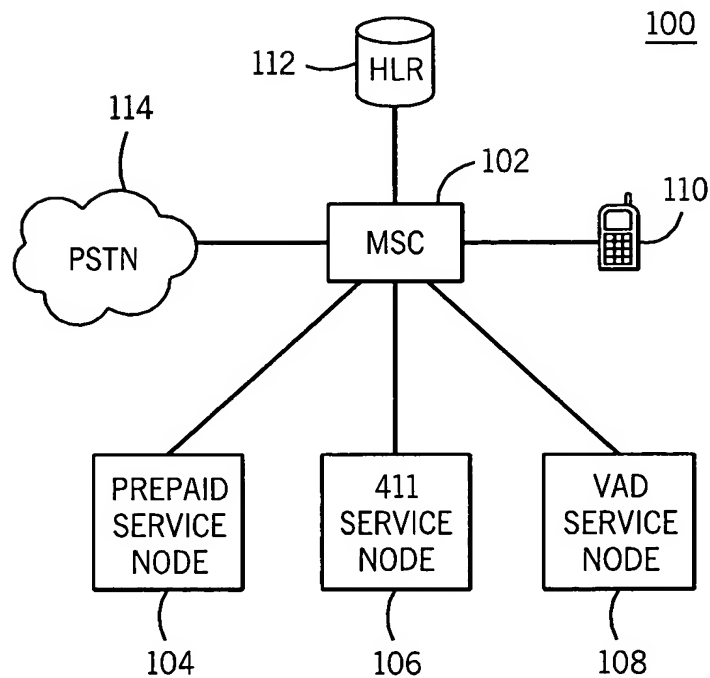 100
112
HLR
114
102
110
PSTN
MSC
PREPAID
SERVICE
NODE
411
SERVICE
NODE
VAD
SERVICE
NODE
104
106
108